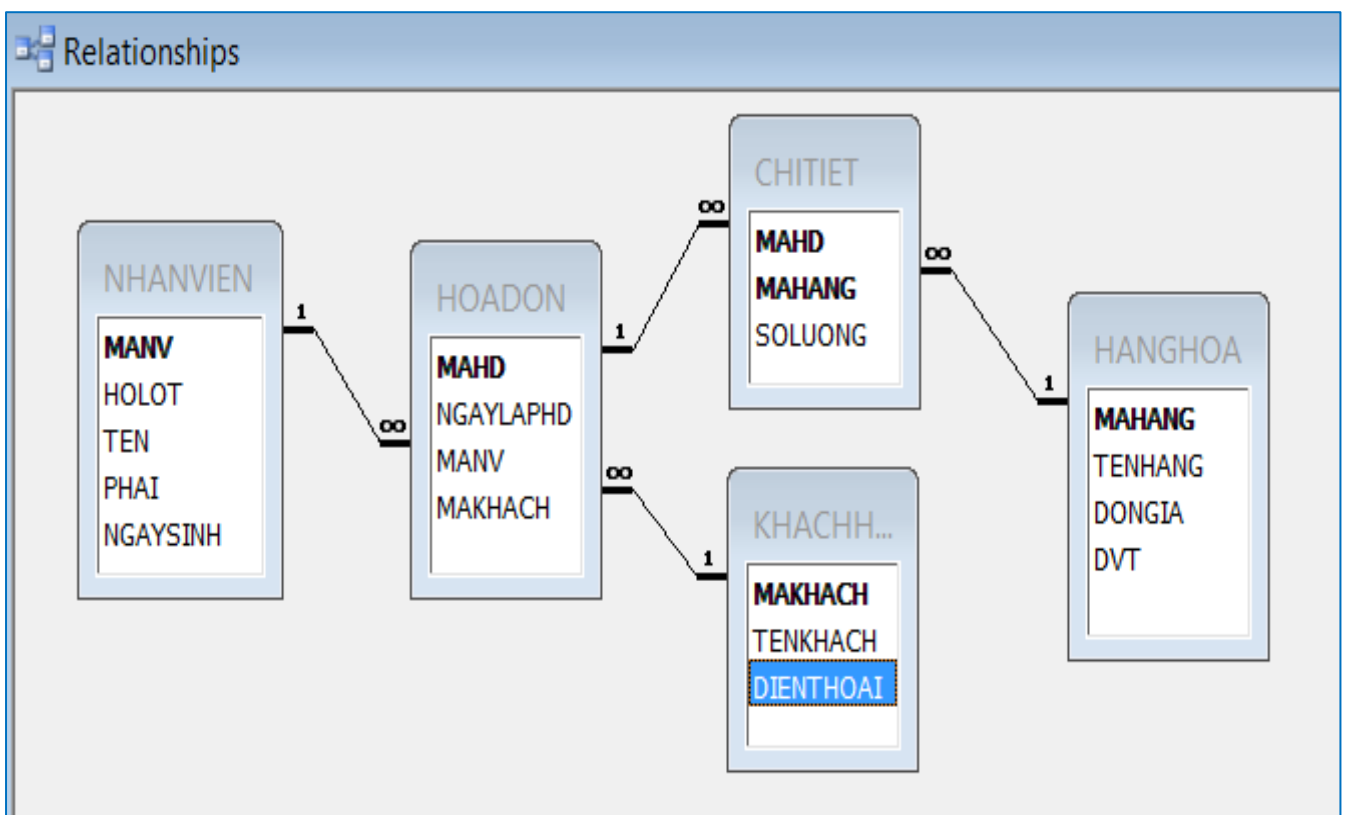 Relationships
NHANVIEN
MANV
HOLOT
TEN
PHAI
NGAYSINH
1
∞
HOADON
MAHD
NGAYLAPHD
MANV
MAKHACH
1
∞
∞
1
CHITIET
MAHD
MAHANG
SOLUONG
∞
1
KHACHH...
MAKHACH
TENKHACH
DIENTHOAI
HANGHOA
MAHANG
TENHANG
DONGIA
DVT